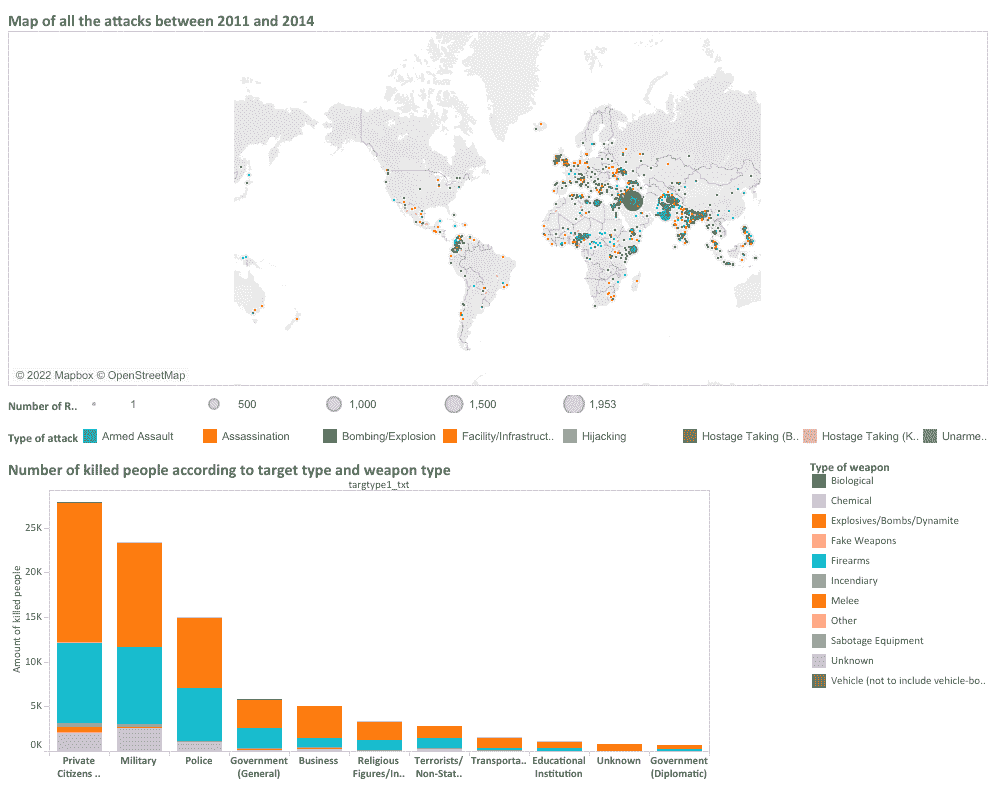 Map of all the attacks between 2011 and 2014
© 2022 Mapbox © OpenStreetMap
Number of R.. 1 500 1,000 1,500 1,953
Type of attack Armed Assault Assassination Bombing/Explosion Facility/Infrastruct.. Hijacking Hostage Taking (B.. Hostage Taking (K.. Unarme..
Number of killed people according to target type and weapon type
targtype1_txt
Amount of killed people
25K
20K
15K
10K
5K
0K
Private Citizens ..
Military
Police
Government (General)
Business
Religious Figures/In..
Terrorists/ Non-Stat..
Transporta..
Educational Institution
Unknown
Government (Diplomatic)
Type of weapon
Biological
Chemical
Explosives/Bombs/Dynamite
Fake Weapons
Firearms
Incendiary
Melee
Other
Sabotage Equipment
Unknown
Vehicle (not to include vehicle-bo..